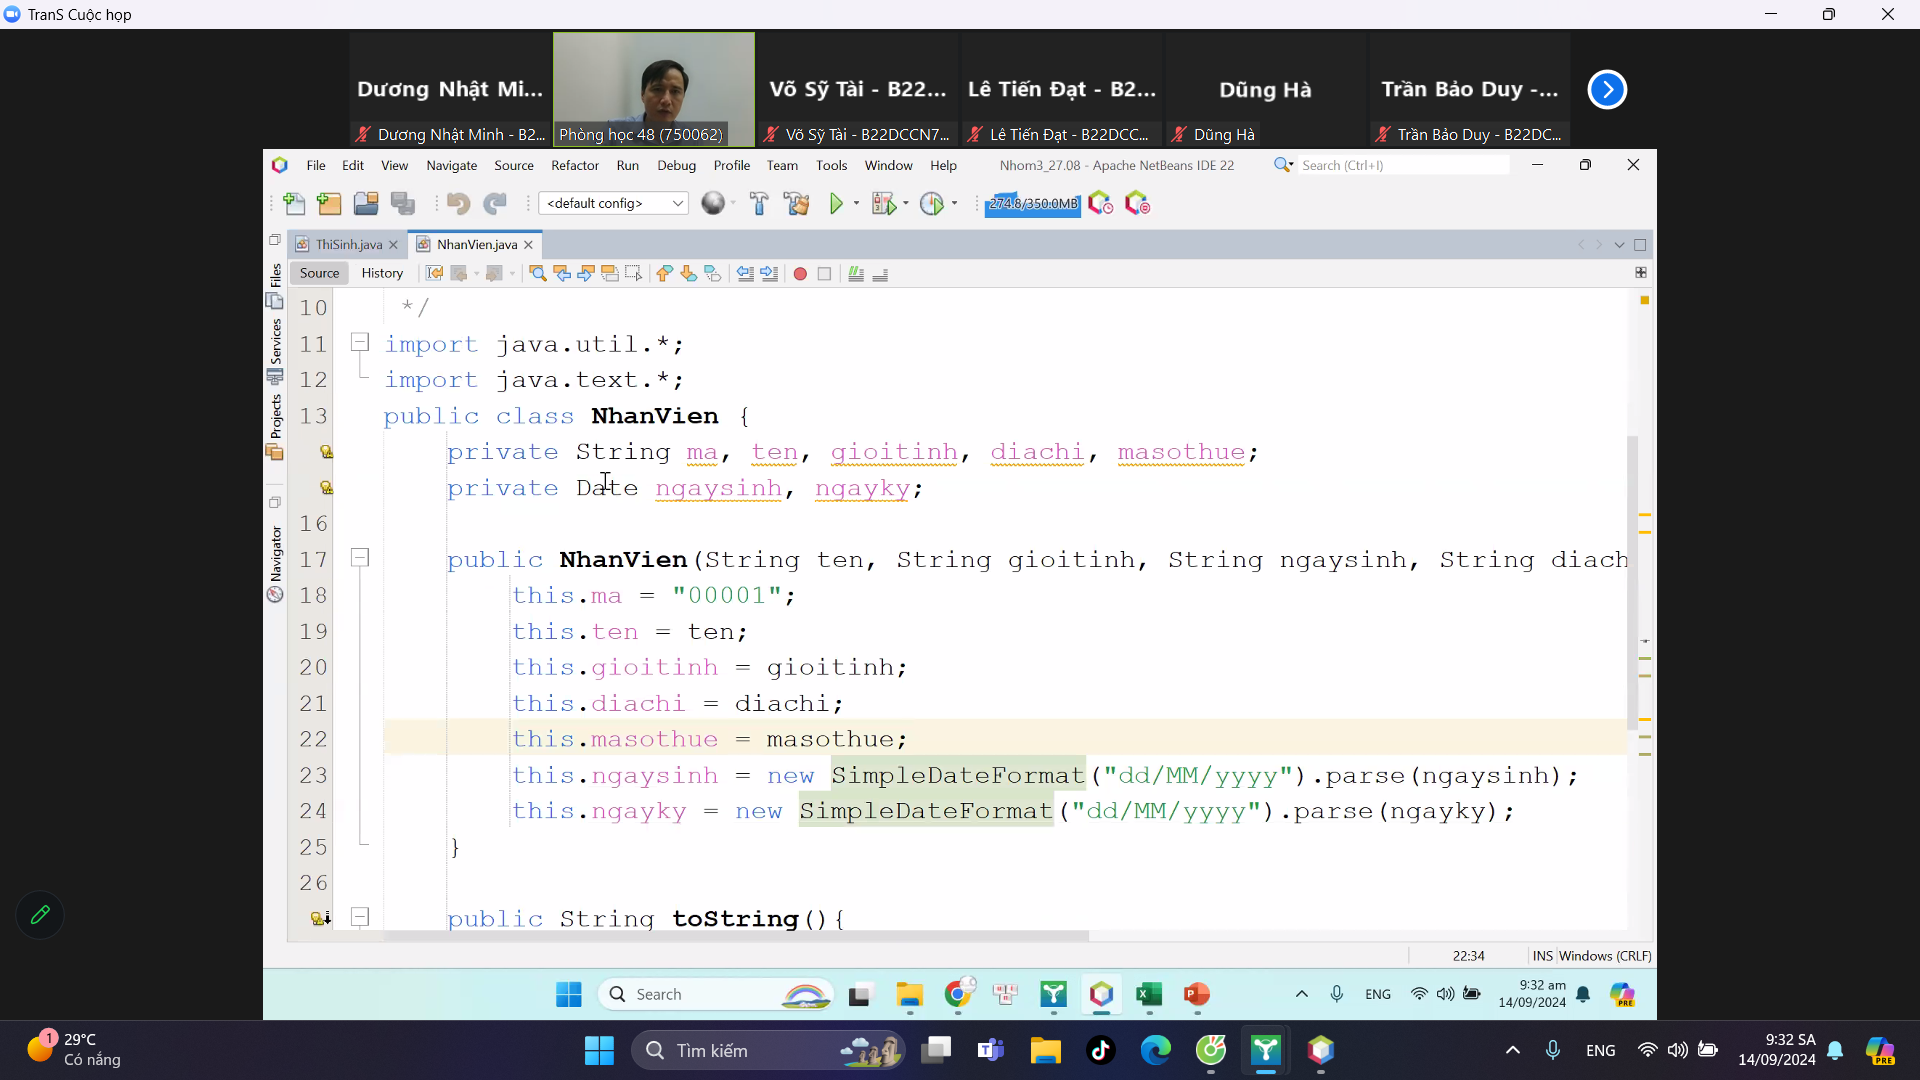 TranS Cuộc họp
Dương Nhật Mi...
Võ Sỹ Tài - B22...
Lê Tiến Đạt - B2...
Dũng Hà
Trần Bảo Duy -...
Dương Nhật Minh - B2...
Phòng học 48 (750062)
Võ Sỹ Tài - B22DCCN7...
Lê Tiến Đạt - B22DCC...
Dũng Hà
Trần Bảo Duy - B22DC...
File Edit View Navigate Source Refactor Run Debug Profile Team Tools Window Help
Nhom3_27.08 - Apache NetBeans IDE 22
Search (Ctrl+I)
<default config>
274.8/350.0MB
ThiSinh.java
NhanVien.java
Source History
Files
Services
Projects
Navigator
10 */
11 import java.util.*;
12 import java.text.*;
13 public class NhanVien {
private String ma, ten, gioitinh, diachi, masothue;
private Date ngaysinh, ngayky;
16
17 public NhanVien(String ten, String gioitinh, String ngaysinh, String diach
18 this.ma = "00001";
19 this.ten = ten;
20 this.gioitinh = gioitinh;
21 this.diachi = diachi;
22 this.masothue = masothue;
23 this.ngaysinh = new SimpleDateFormat("dd/MM/yyyy").parse(ngaysinh);
24 this.ngayky = new SimpleDateFormat("dd/MM/yyyy").parse(ngayky);
25 }
26
public String toString(){
22:34
INS
Windows (CRLF)
Search
ENG
9:32 am
14/09/2024
PRE
1
29°C
Có nắng
Tìm kiếm
ENG
9:32 SA
14/09/2024
PRE